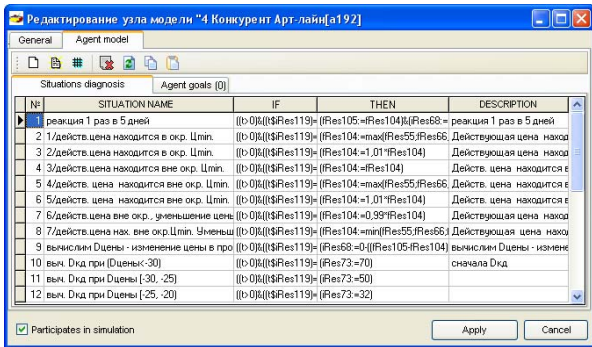 Редактирование узла модели "4 Конкурент Арт-лайн[a192]
General Agent model
Situations diagnosis Agent goals (0)
№ SITUATION NAME IF THEN DESCRIPTION
1 реакция 1 раз в 5 дней ((t>0)&((t$iRes119)= (fRes105:=fRes104)&(iRes68:= реакция 1 раз в 5 дней
2 1/действ.цена находится в окр. Цmin. ((t>0)&((t$iRes119)= (fRes104:=max(fRes55;fRes66, Действующая цена наход
3 2/действ.цена находится в окр. Цmin. ((t>0)&((t$iRes119)= (fRes104:=1,01*fRes104) Действующая цена наход
4 3/действ.цена находится вне окр. Цmin. ((t>0)&((t$iRes119)= (fRes104:=fRes104) Действ. цена находится в
5 4/действ. цена находится вне окр. Цmin. ((t>0)&((t$iRes119)= (fRes104:=max(fRes55;fRes66, Действ. цена находится в
6 5/действ. цена находится вне окр. Цmin. ((t>0)&((t$iRes119)= (fRes104:=1,01*fRes104) Действ. цена находится в
7 6/действ.цена вне окр., уменьшение цень ((t>0)&((t$iRes119)= (fRes104:=0,99*fRes104) Действующая цена наход
8 7/действ.цена нах. вне окр.Цmin. Уменьш ((t>0)&((t$iRes119)= (fRes104:=min(fRes55;fRes66;f Действующая цена нахо
9 вычислим Dцены - изменение цены в про ((t>0)&((t$iRes119)= (iRes68:=0-((fRes105-fRes104) вычислим Dцены - измене
10 выч. Dкд при (Dцены<-30) ((t>0)&((t$iRes119)= (iRes73:=70) сначала Dкд
11 выч. Dкд при Dцены [-30, -25) ((t>0)&((t$iRes119)= (iRes73:=50)
12 выч. Dкд при Dцены [-25, -20) ((t>0)&((t$iRes119)= (iRes73:=32)
Participates in simulation Apply Cancel